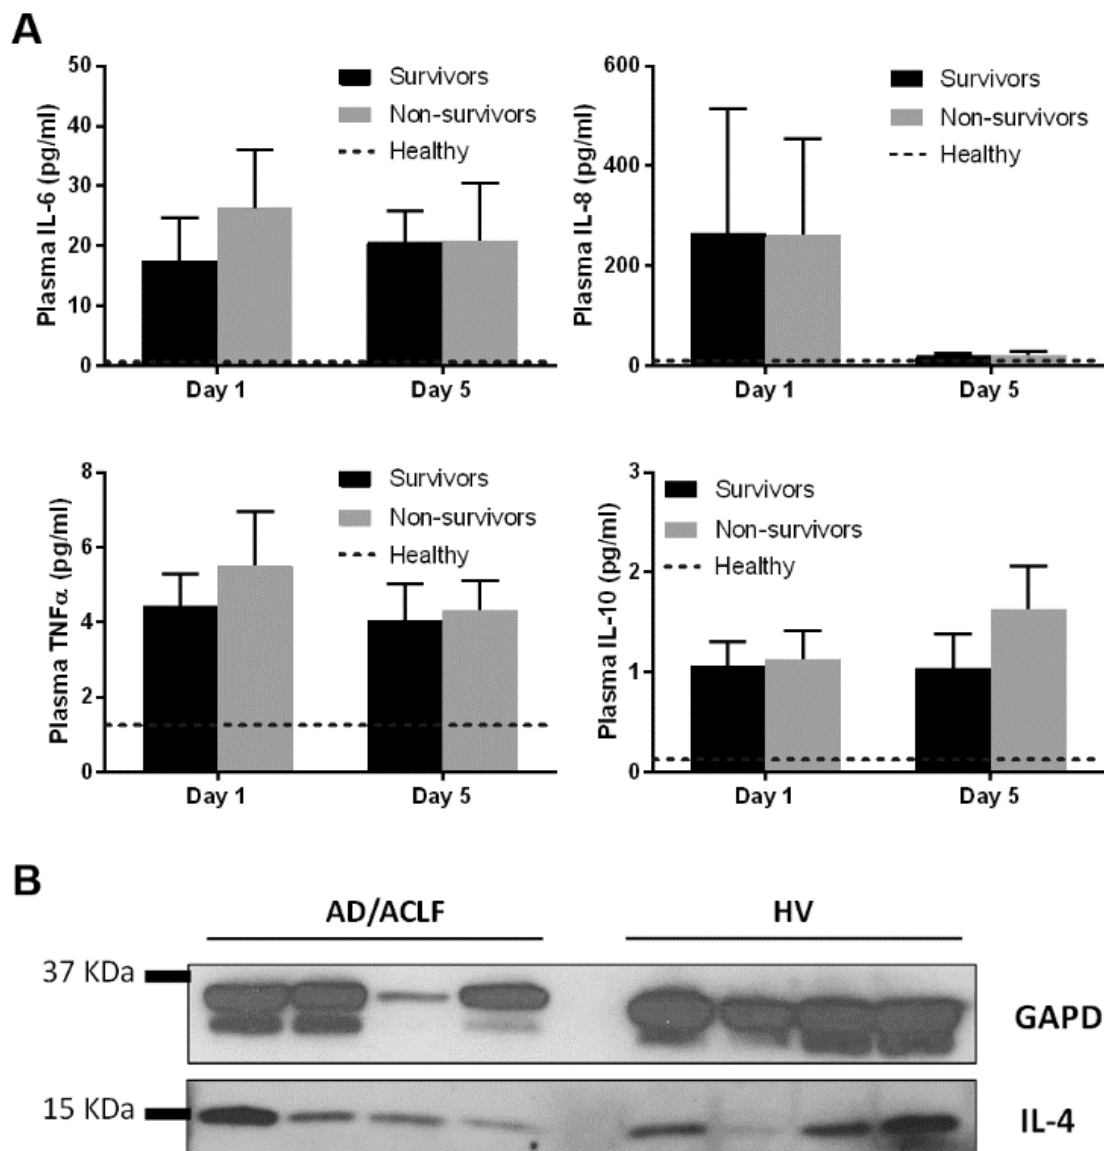 A
Plasma IL-6 (pg/ml)
50
40
30
20
10
0
Survivors
Non-survivors
Healthy
Day 1
Day 5
Plasma IL-8 (pg/ml)
600
400
200
0
Survivors
Non-survivors
Healthy
Day 1
Day 5
Plasma TNFα (pg/ml)
8
6
4
2
0
Survivors
Non-survivors
Healthy
Day 1
Day 5
Plasma IL-10 (pg/ml)
3
2
1
0
Survivors
Non-survivors
Healthy
Day 1
Day 5
B
AD/ACLF
HV
37 KDa
GAPD
15 KDa
IL-4